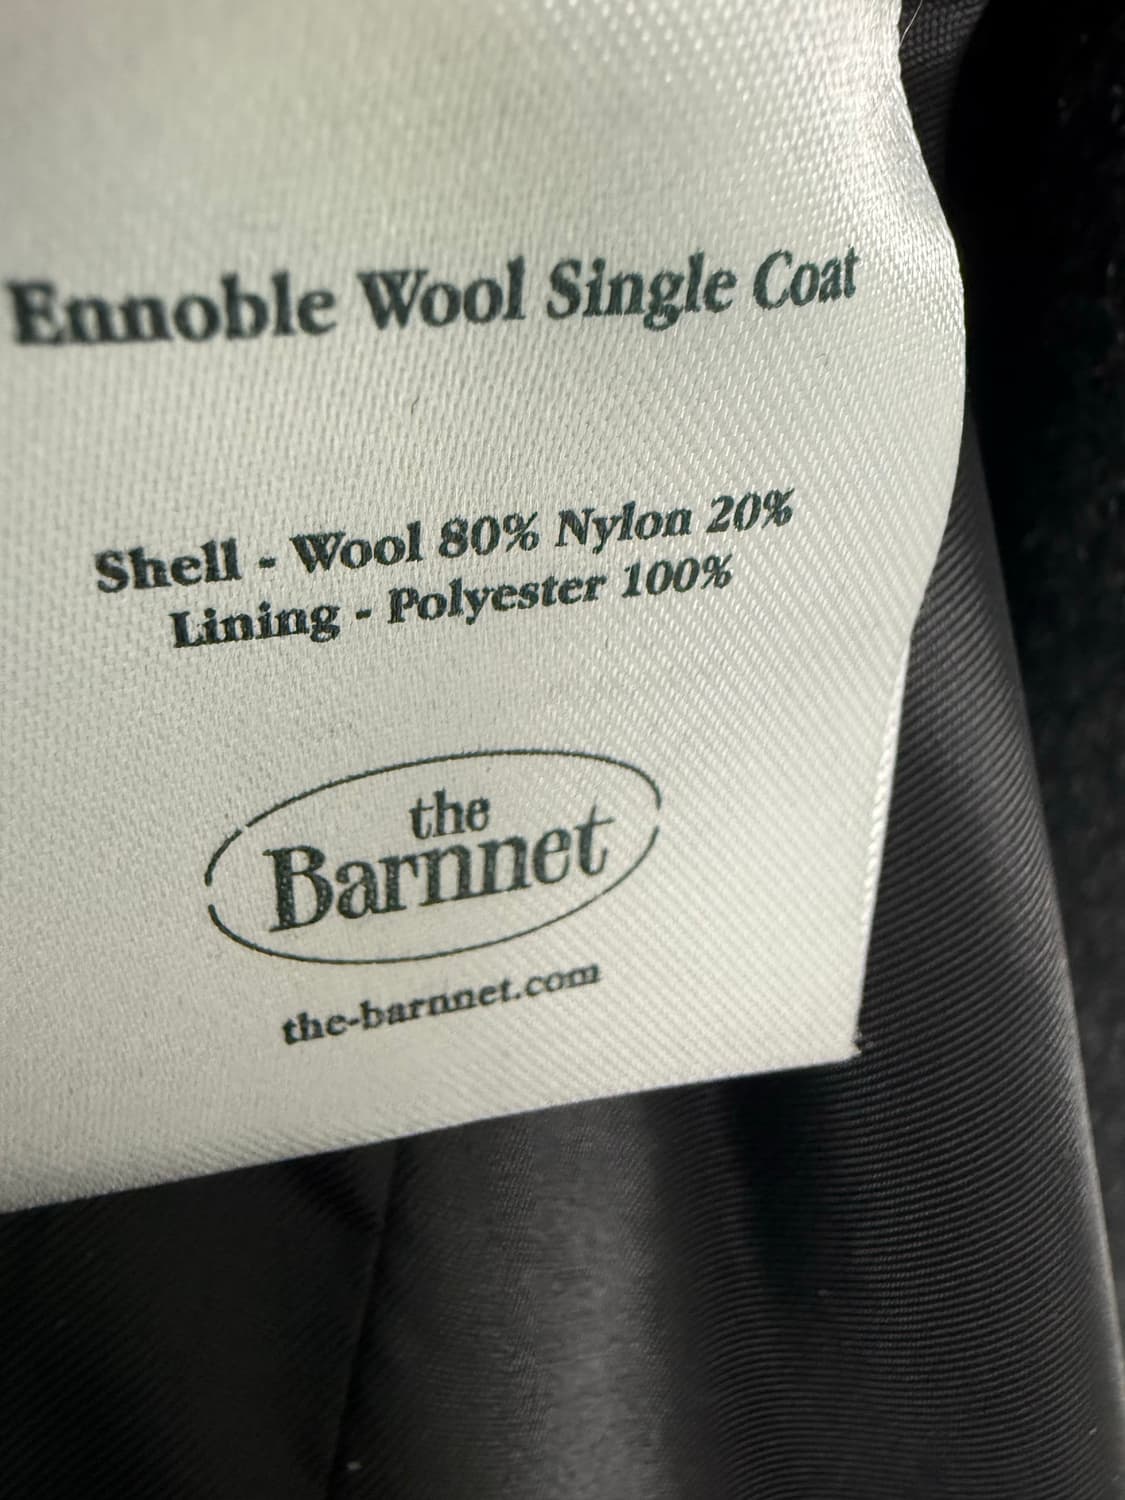 Ennoble Wool Single Coat
Shell - Wool 80% Nylon 20%
Lining - Polyester 100%
the
Barnnet
the-barnnet.com